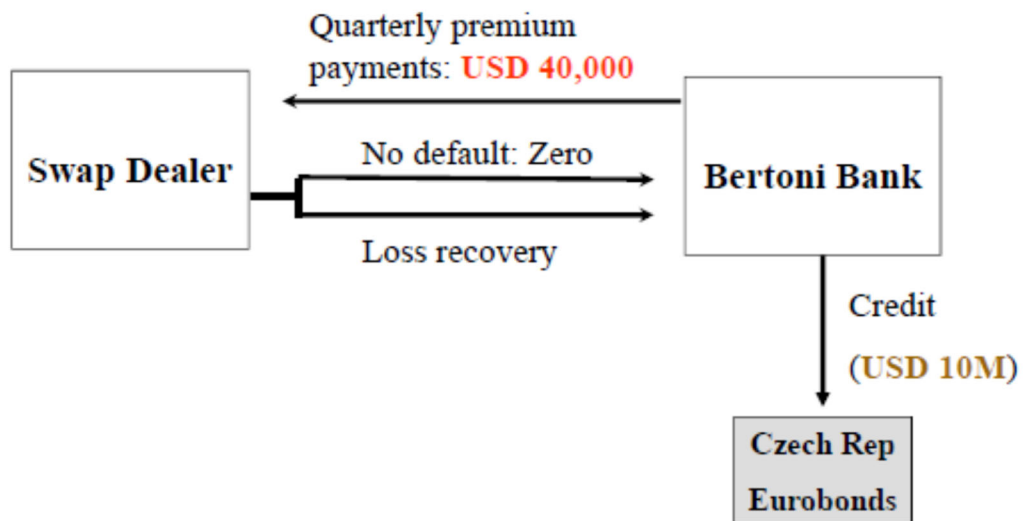 Quarterly premium
payments: USD 40,000
Swap Dealer
No default: Zero
Bertoni Bank
Loss recovery
Credit
(USD 10M)
Czech Rep
Eurobonds